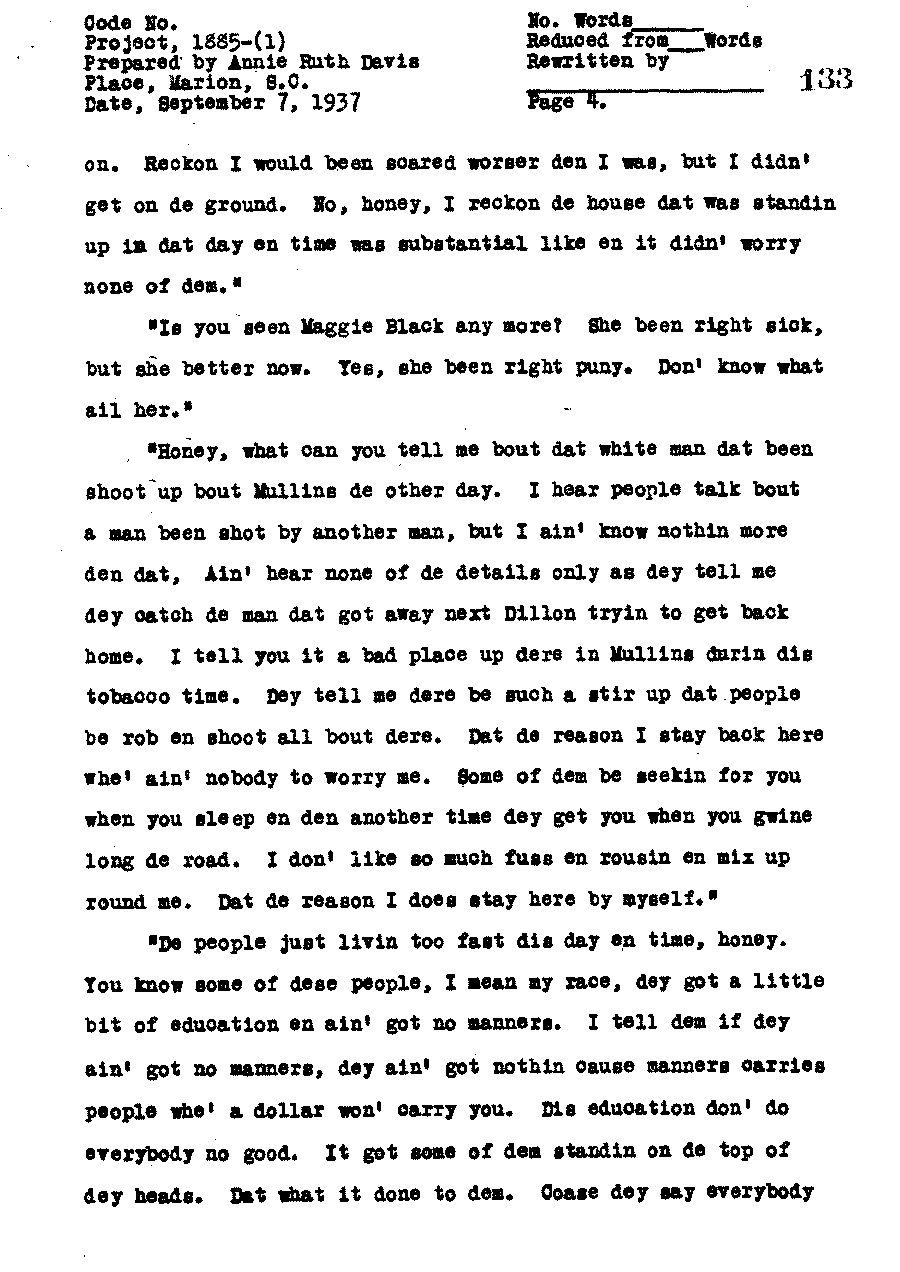 Code No.
Project, 1885-(1)
Prepared by Annie Ruth Davis
Place, Marion, S.C.
Date, September 7, 1937
No. Words_______
Reduced from___Words
Rewritten by
133
Page 4.
on. Reckon I would been scared worser den I was, but I didn'
get on de ground. No, honey, I reckon de house dat was standin
up in dat day en time was substantial like en it didn' worry
none of dem."
"Is you seen Maggie Black any more? She been right sick,
but she better now. Yes, she been right puny. Don' know what
ail her."
"Honey, what can you tell me bout dat white man dat been
shoot up bout Mullins de other day. I hear people talk bout
a man been shot by another man, but I ain' know nothin more
den dat, Ain' hear none of de details only as dey tell me
dey catch de man dat got away next Dillon tryin to get back
home. I tell you it a bad place up dere in Mullins durin dis
tobacco time. Dey tell me dere be such a stir up dat people
be rob en shoot all bout dere. Dat de reason I stay back here
whe' ain' nobody to worry me. Some of dem be seekin for you
when you sleep en den another time dey get you when you gwine
long de road. I don' like so much fuss en rousin en mix up
round me. Dat de reason I does stay here by myself."
"De people just livin too fast dis day en time, honey.
You know some of dese people, I mean my race, dey got a little
bit of education en ain' got no manners. I tell dem if dey
ain' got no manners, dey ain' got nothin cause manners carries
people whe' a dollar won' carry you. Dis education don' do
everybody no good. It get some of dem standin on de top of
dey heads. Dat what it done to dem. Coase dey say everybody